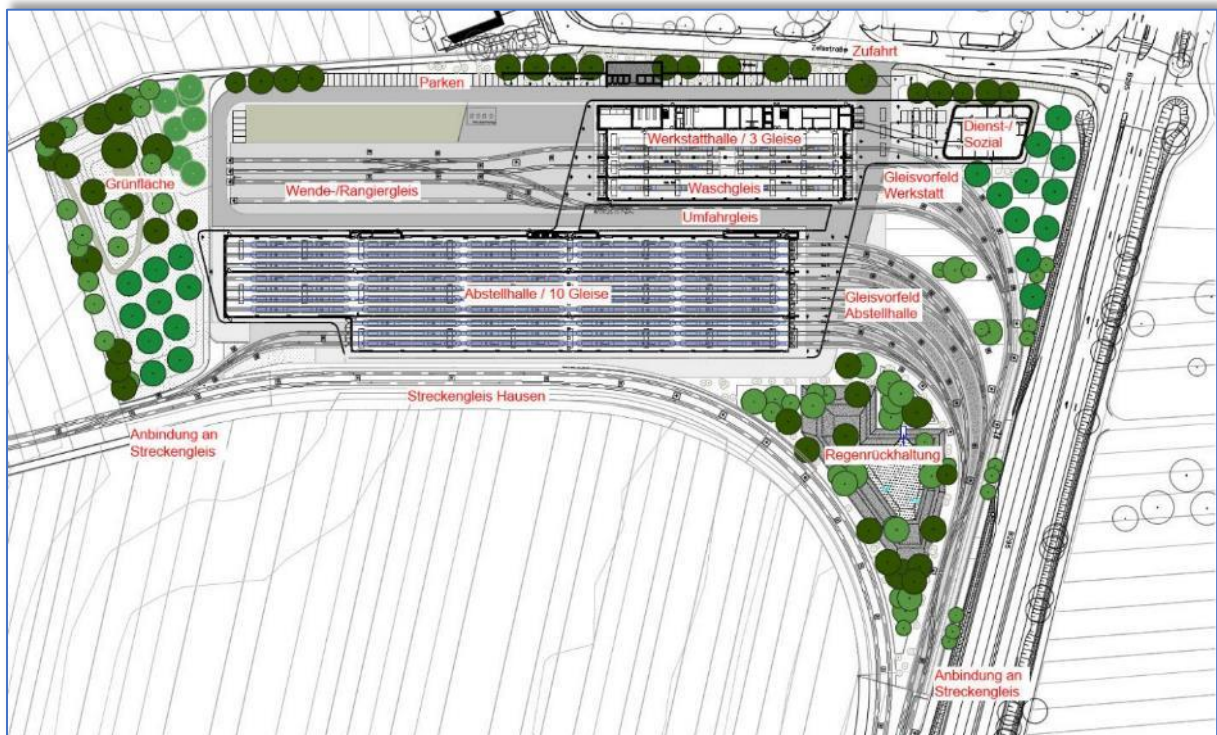 Zufahrt
Parken
Werkstatthalle / 3 Gleise
Dienst-/
Sozial
Grünfläche
Wende-/Rangiergleis
Waschgleis
Gleisvorfeld
Werkstatt
Umfahrgleis
Abstellhalle / 10 Gleise
Gleisvorfeld
Abstellhalle
Streckengleis Hausen
Anbindung an
Streckengleis
Regenrückhaltung
Anbindung an
Streckengleis